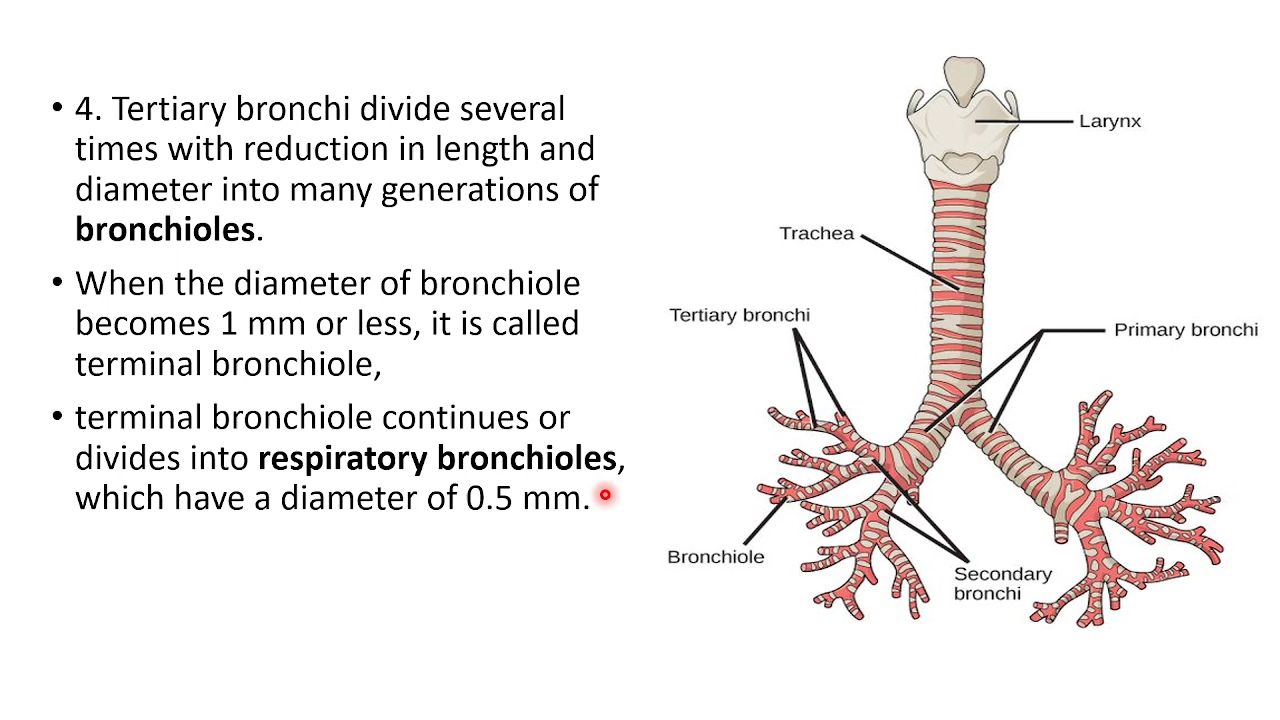 • 4. Tertiary bronchi divide several
times with reduction in length and
diameter into many generations of
bronchioles.
• When the diameter of bronchiole
becomes 1 mm or less, it is called
terminal bronchiole,
• terminal bronchiole continues or
divides into respiratory bronchioles,
which have a diameter of 0.5 mm.
Larynx
Trachea
Tertiary bronchi
Primary bronchi
Bronchiole
Secondary
bronchi